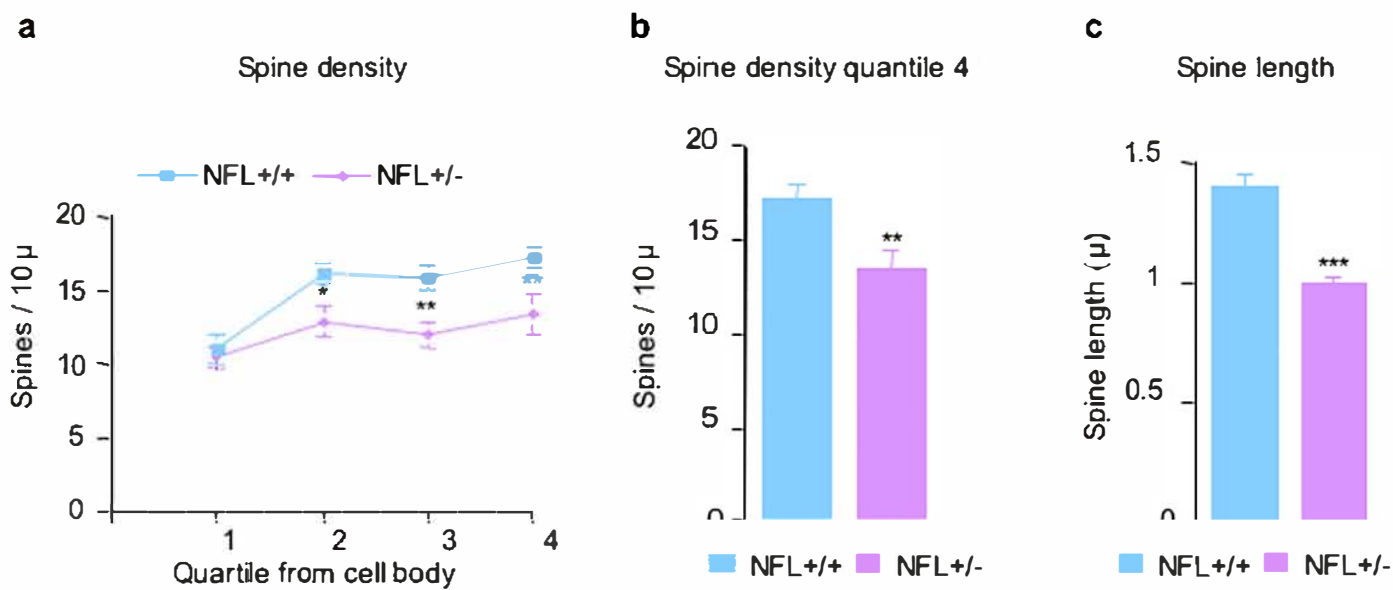 a
Spine density
NFL+/+ NFL+/-
Spines / 10 µ
20
15
10
5
0
* ** **
1 2 3 4
Quartile from cell body
b
Spine density quantile 4
Spines / 10 µ
20
15
10
5
0
**
NFL+/+ NFL+/-
c
Spine length
Spine length (µ)
1.5
1
0.5
0
***
NFL+/+ NFL+/-